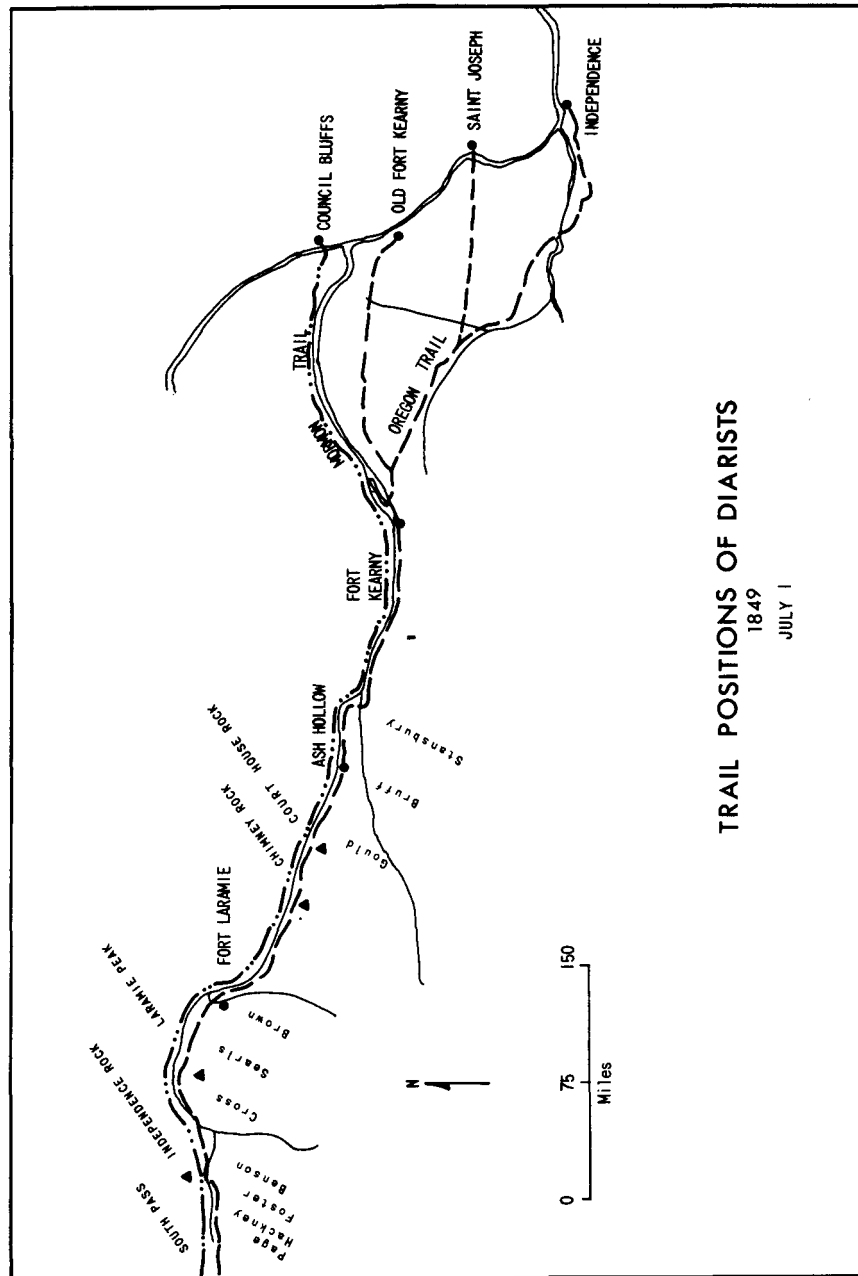 COUNCIL BLUFFS
OLD FORT KEARNY
SAINT JOSEPH
INDEPENDENCE
MORMON
TRAIL
OREGON TRAIL
FORT
KEARNY
ASH HOLLOW
COURT HOUSE ROCK
CHIMNEY ROCK
FORT LARAMIE
LARAMIE PEAK
INDEPENDENCE ROCK
SOUTH PASS
Stansbury
Bruff
Gould
Brown
Searls
Cross
Benson
Foster
Hackney
Page
N
0 75 150
Miles
TRAIL POSITIONS OF DIARISTS
1849
JULY 1